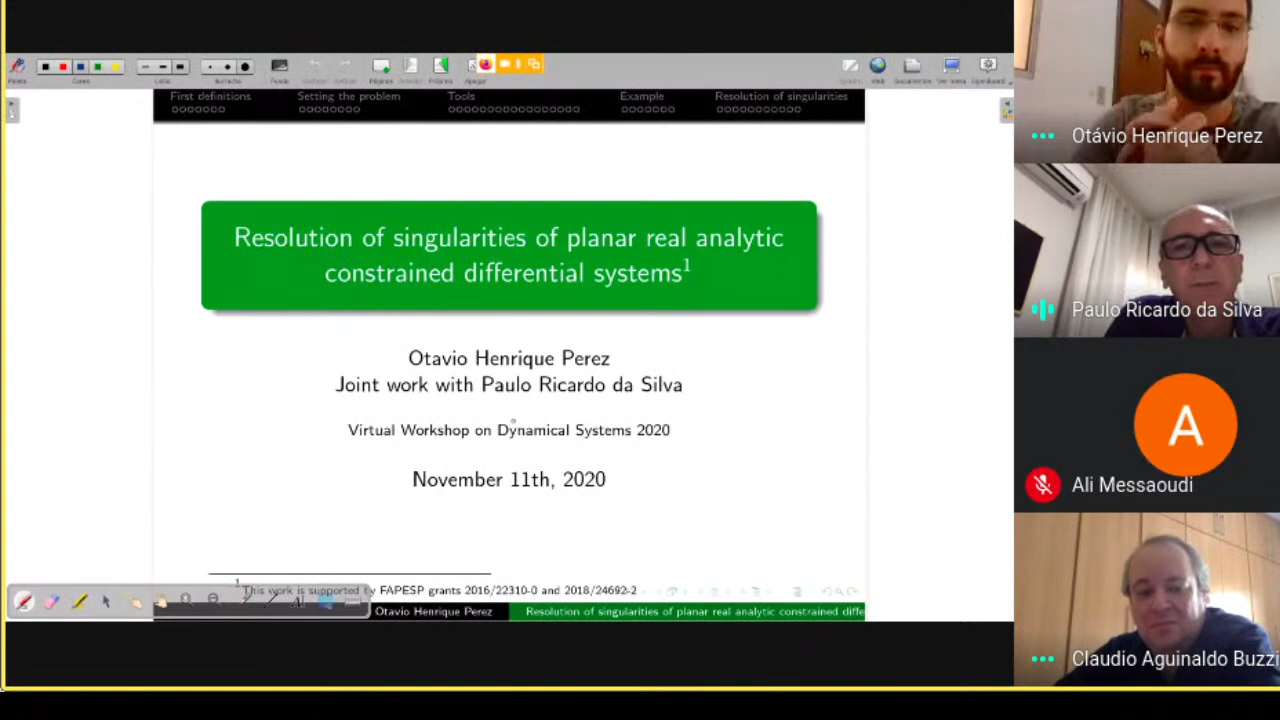 First definitions
Setting the problem
Tools
Example
Resolution of singularities
Resolution of singularities of planar real analytic
constrained differential systems¹
Otavio Henrique Perez
Joint work with Paulo Ricardo da Silva
Virtual Workshop on Dynamical Systems 2020
November 11th, 2020
¹This work is supported by FAPESP grants 2016/22310-0 and 2018/24692-2
Otavio Henrique Perez
Resolution of singularities of planar real analytic constrained diffe
Otávio Henrique Perez
Paulo Ricardo da Silva
A
Ali Messaoudi
Claudio Aguinaldo Buzzi